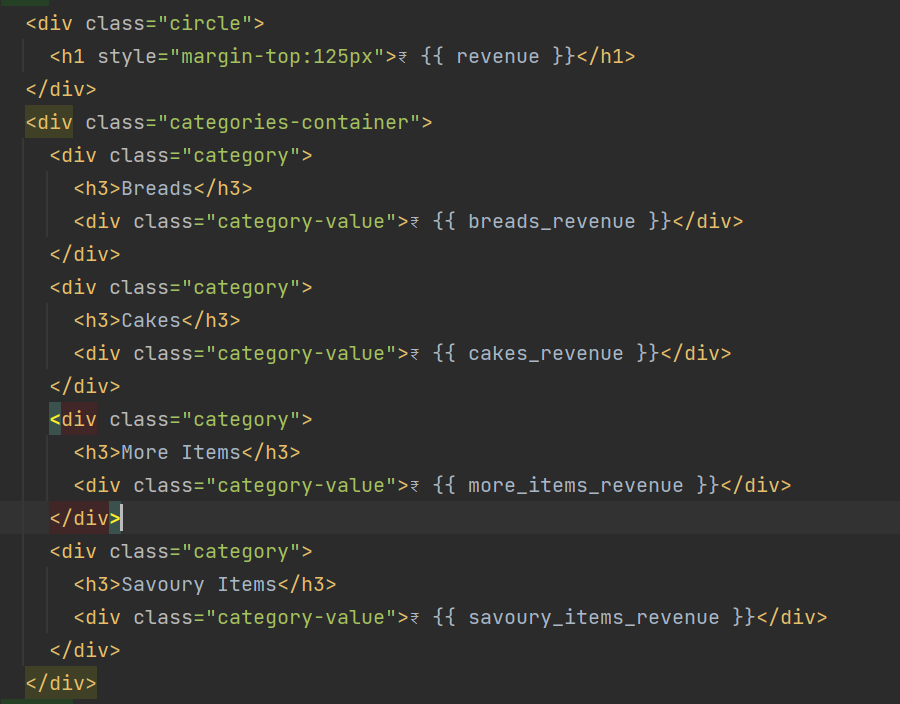 <div class="circle">
<h1 style="margin-top:125px">₹ {{ revenue }}</h1>
</div>
<div class="categories-container">
<div class="category">
<h3>Breads</h3>
<div class="category-value">₹ {{ breads_revenue }}</div>
</div>
<div class="category">
<h3>Cakes</h3>
<div class="category-value">₹ {{ cakes_revenue }}</div>
</div>
<div class="category">
<h3>More Items</h3>
<div class="category-value">₹ {{ more_items_revenue }}</div>
</div>
<div class="category">
<h3>Savoury Items</h3>
<div class="category-value">₹ {{ savoury_items_revenue }}</div>
</div>
</div>